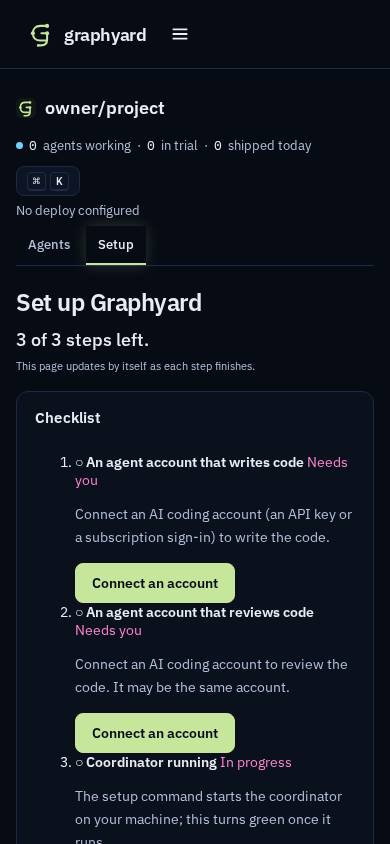 graphyard
owner/project
0 agents working · 0 in trial · 0 shipped today
⌘ K
No deploy configured
Agents Setup
Set up Graphyard
3 of 3 steps left.
This page updates by itself as each step finishes.
Checklist
1. ○ An agent account that writes code Needs
you
Connect an AI coding account (an API key or
a subscription sign-in) to write the code.
Connect an account
2. ○ An agent account that reviews code
Needs you
Connect an AI coding account to review the
code. It may be the same account.
Connect an account
3. ○ Coordinator running In progress
The setup command starts the coordinator
on your machine; this turns green once it
runs